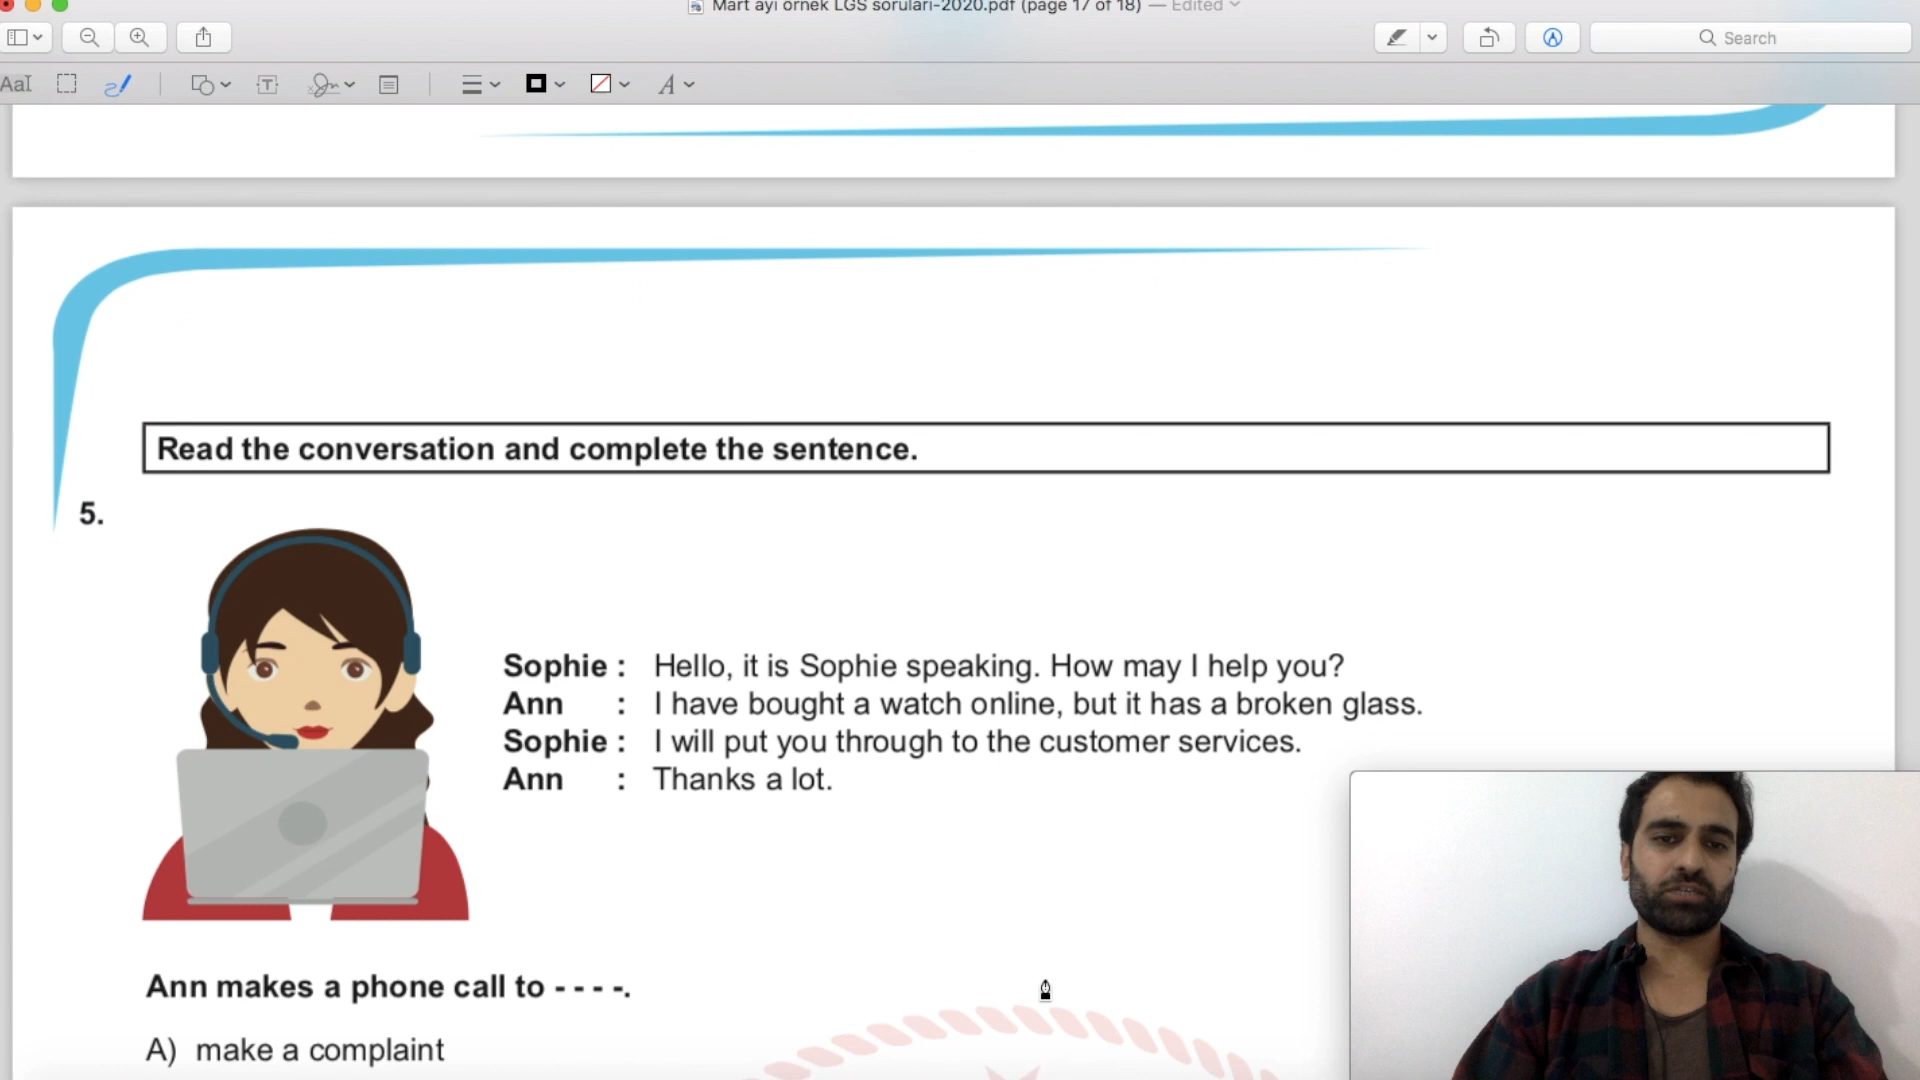 Mart ayı örnek LGS soruları-2020.pdf (page 17 of 18) — Edited
Search
AaI
T
A
Read the conversation and complete the sentence.
5.
Sophie : Hello, it is Sophie speaking. How may I help you?
Ann : I have bought a watch online, but it has a broken glass.
Sophie : I will put you through to the customer services.
Ann : Thanks a lot.
Ann makes a phone call to - - - -.
A) make a complaint